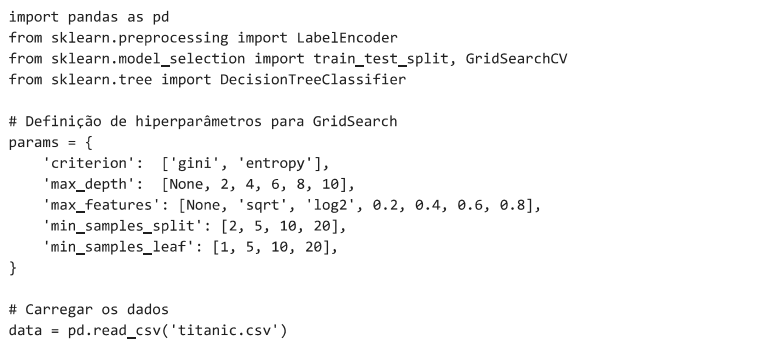 import pandas as pd
from sklearn.preprocessing import LabelEncoder
from sklearn.model_selection import train_test_split, GridSearchCV
from sklearn.tree import DecisionTreeClassifier

# Definição de hiperparâmetros para GridSearch
params = {
    'criterion':  ['gini', 'entropy'],
    'max_depth':  [None, 2, 4, 6, 8, 10],
    'max_features': [None, 'sqrt', 'log2', 0.2, 0.4, 0.6, 0.8],
    'min_samples_split': [2, 5, 10, 20],
    'min_samples_leaf': [1, 5, 10, 20],
}

# Carregar os dados
data = pd.read_csv('titanic.csv')